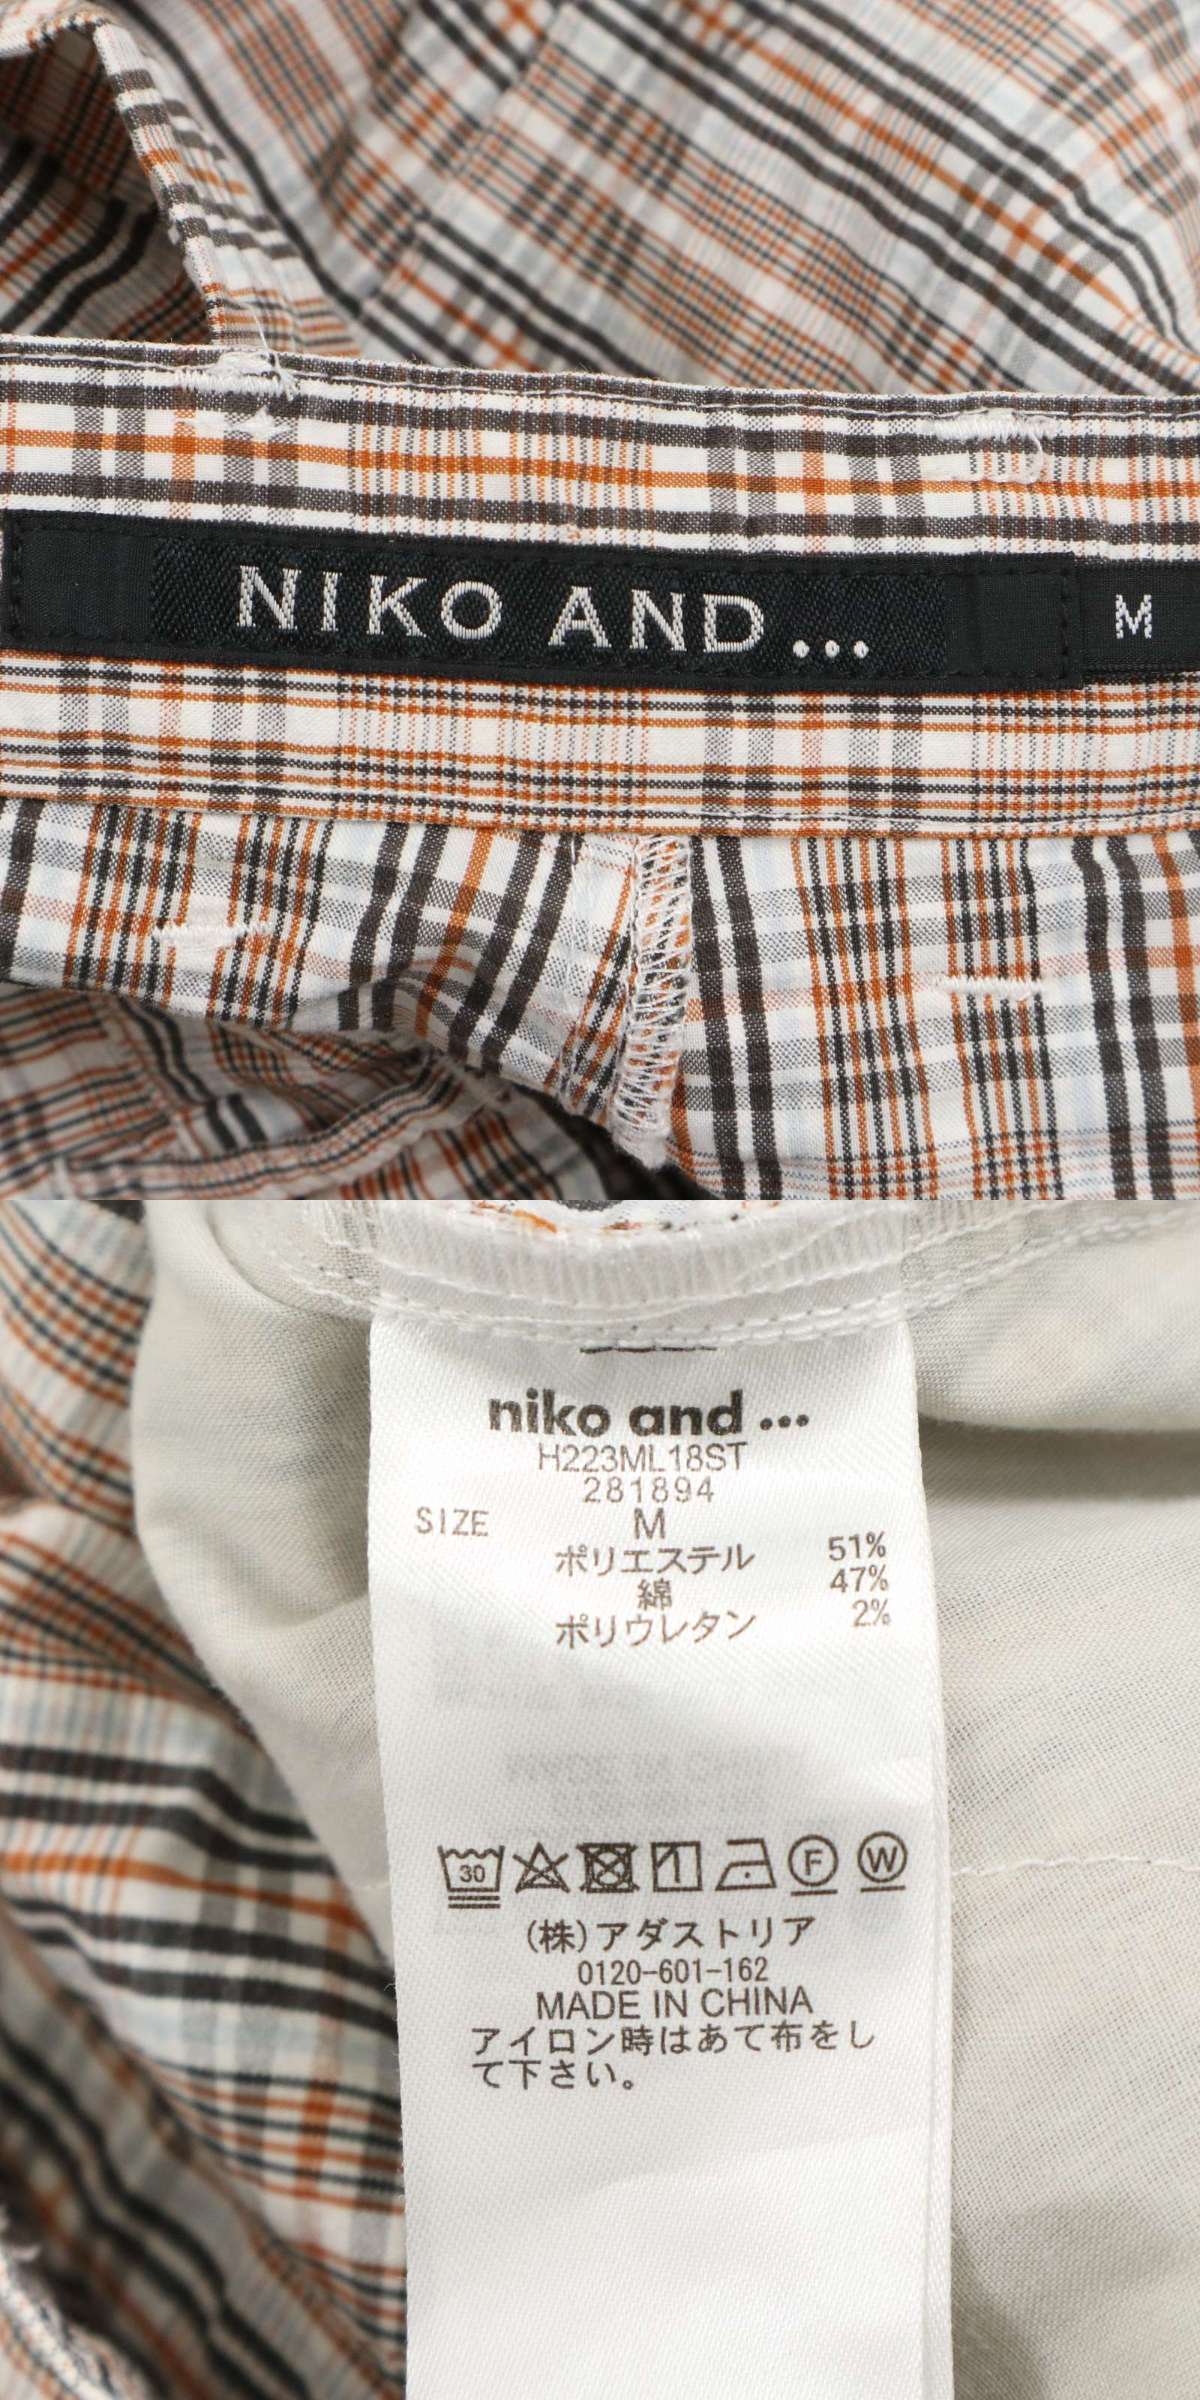 NIKO AND...
M
niko and...
H223ML18ST
281894
SIZE M
ポリエステル 51%
綿 47%
ポリウレタン 2%
30
F
W
(株)アダストリア
0120-601-162
MADE IN CHINA
アイロン時はあて布をし
て下さい。